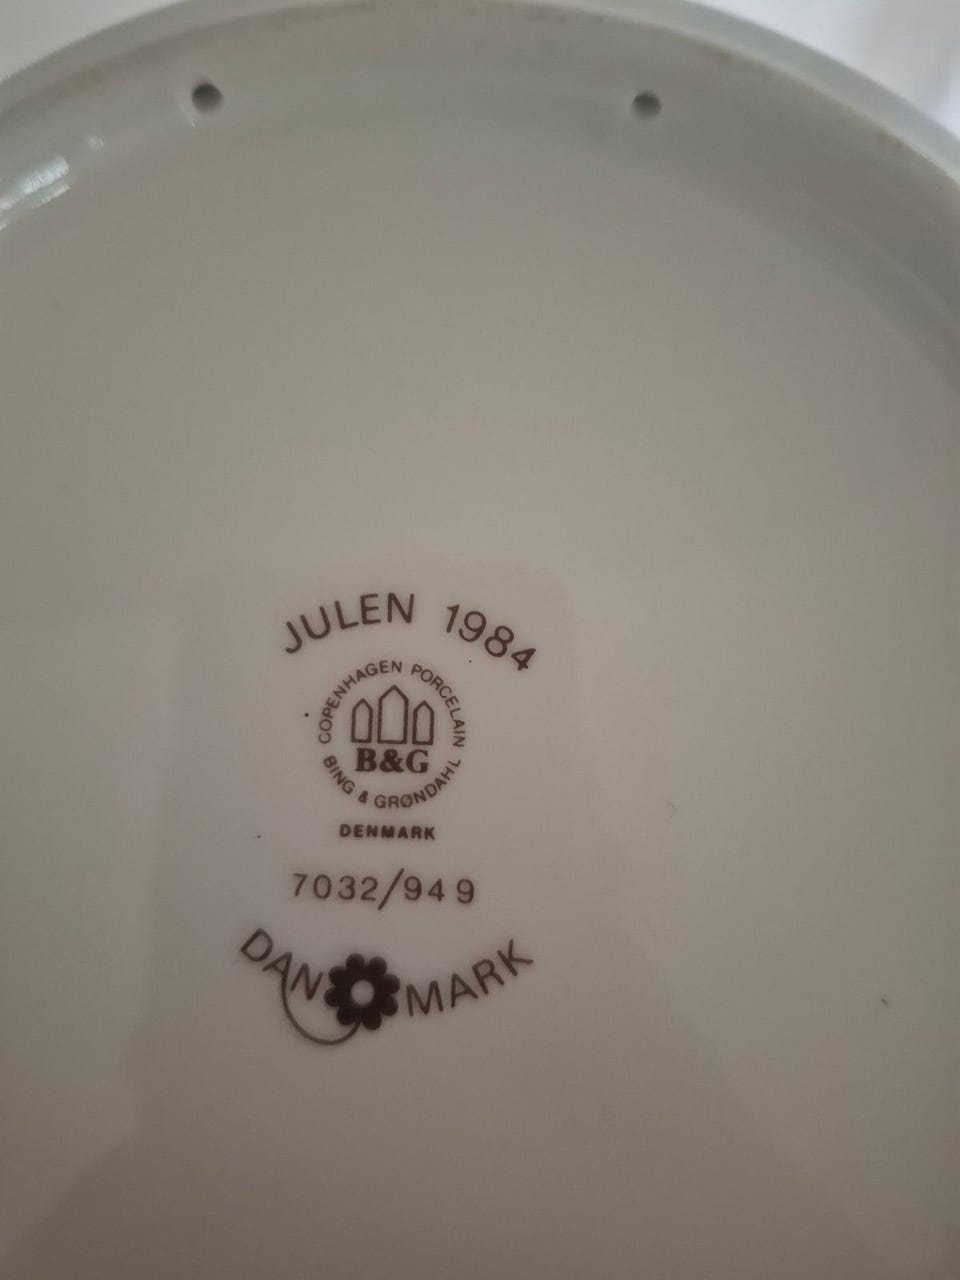 JULEN 1984
COPENHAGEN PORCELAIN
B&G
BING & GRØNDAHL
DENMARK
7032/949
DANMARK